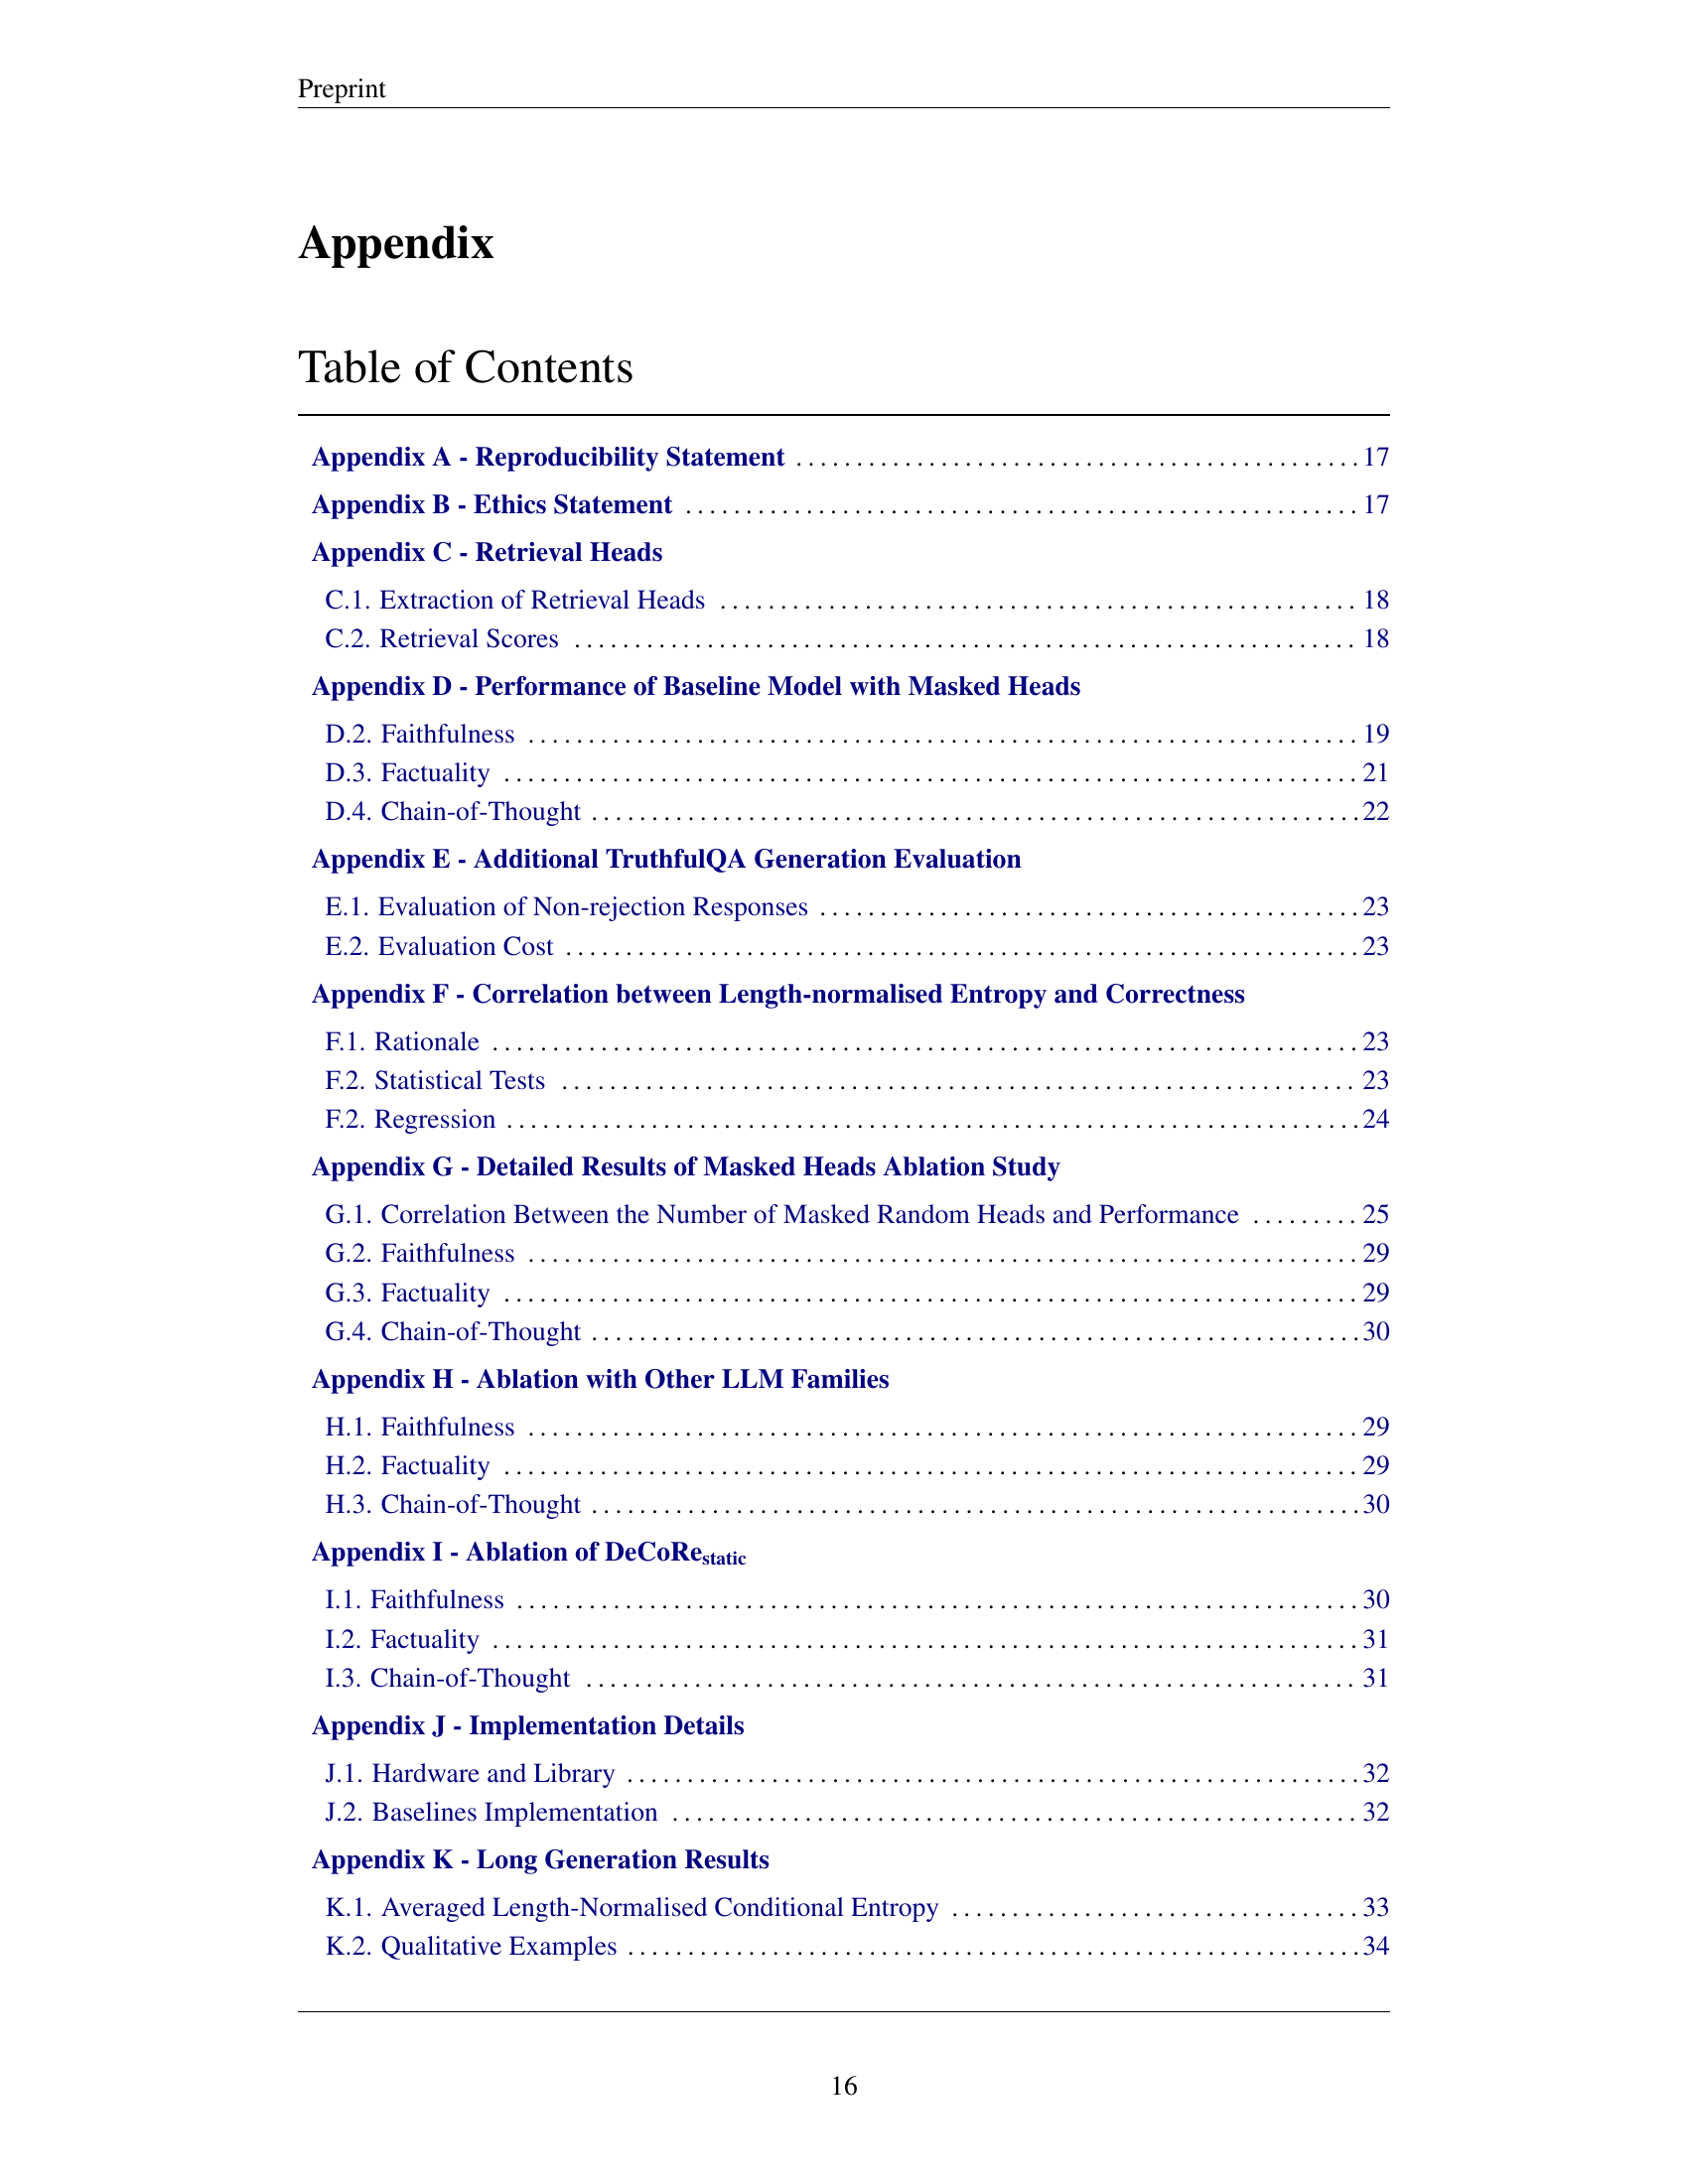 Preprint
Appendix
Table of Contents
Appendix A - Reproducibility Statement . . . . . . . . . . . . . . . . . . . . . . . . . . . . . . . . . . . . . . . . . . . . . . . 17
Appendix B - Ethics Statement . . . . . . . . . . . . . . . . . . . . . . . . . . . . . . . . . . . . . . . . . . . . . . . . . . . . . . . . 17
Appendix C - Retrieval Heads
C.1. Extraction of Retrieval Heads . . . . . . . . . . . . . . . . . . . . . . . . . . . . . . . . . . . . . . . . . . . . . . . . . . . . . 18
C.2. Retrieval Scores . . . . . . . . . . . . . . . . . . . . . . . . . . . . . . . . . . . . . . . . . . . . . . . . . . . . . . . . . . . . . . . . . 18
Appendix D - Performance of Baseline Model with Masked Heads
D.2. Faithfulness . . . . . . . . . . . . . . . . . . . . . . . . . . . . . . . . . . . . . . . . . . . . . . . . . . . . . . . . . . . . . . . . . . . . . 19
D.3. Factuality . . . . . . . . . . . . . . . . . . . . . . . . . . . . . . . . . . . . . . . . . . . . . . . . . . . . . . . . . . . . . . . . . . . . . . . 21
D.4. Chain-of-Thought . . . . . . . . . . . . . . . . . . . . . . . . . . . . . . . . . . . . . . . . . . . . . . . . . . . . . . . . . . . . . . . . 22
Appendix E - Additional TruthfulQA Generation Evaluation
E.1. Evaluation of Non-rejection Responses . . . . . . . . . . . . . . . . . . . . . . . . . . . . . . . . . . . . . . . . . . . . . 23
E.2. Evaluation Cost . . . . . . . . . . . . . . . . . . . . . . . . . . . . . . . . . . . . . . . . . . . . . . . . . . . . . . . . . . . . . . . . . . 23
Appendix F - Correlation between Length-normalised Entropy and Correctness
F.1. Rationale . . . . . . . . . . . . . . . . . . . . . . . . . . . . . . . . . . . . . . . . . . . . . . . . . . . . . . . . . . . . . . . . . . . . . . . . 23
F.2. Statistical Tests . . . . . . . . . . . . . . . . . . . . . . . . . . . . . . . . . . . . . . . . . . . . . . . . . . . . . . . . . . . . . . . . . . 23
F.2. Regression . . . . . . . . . . . . . . . . . . . . . . . . . . . . . . . . . . . . . . . . . . . . . . . . . . . . . . . . . . . . . . . . . . . . . . . 24
Appendix G - Detailed Results of Masked Heads Ablation Study
G.1. Correlation Between the Number of Masked Random Heads and Performance . . . . . . . . . 25
G.2. Faithfulness . . . . . . . . . . . . . . . . . . . . . . . . . . . . . . . . . . . . . . . . . . . . . . . . . . . . . . . . . . . . . . . . . . . . . 29
G.3. Factuality . . . . . . . . . . . . . . . . . . . . . . . . . . . . . . . . . . . . . . . . . . . . . . . . . . . . . . . . . . . . . . . . . . . . . . . 29
G.4. Chain-of-Thought . . . . . . . . . . . . . . . . . . . . . . . . . . . . . . . . . . . . . . . . . . . . . . . . . . . . . . . . . . . . . . . . 30
Appendix H - Ablation with Other LLM Families
H.1. Faithfulness . . . . . . . . . . . . . . . . . . . . . . . . . . . . . . . . . . . . . . . . . . . . . . . . . . . . . . . . . . . . . . . . . . . . . 29
H.2. Factuality . . . . . . . . . . . . . . . . . . . . . . . . . . . . . . . . . . . . . . . . . . . . . . . . . . . . . . . . . . . . . . . . . . . . . . . 29
H.3. Chain-of-Thought . . . . . . . . . . . . . . . . . . . . . . . . . . . . . . . . . . . . . . . . . . . . . . . . . . . . . . . . . . . . . . . . 30
Appendix I - Ablation of DeCoRe static
I.1. Faithfulness . . . . . . . . . . . . . . . . . . . . . . . . . . . . . . . . . . . . . . . . . . . . . . . . . . . . . . . . . . . . . . . . . . . . . . 30
I.2. Factuality . . . . . . . . . . . . . . . . . . . . . . . . . . . . . . . . . . . . . . . . . . . . . . . . . . . . . . . . . . . . . . . . . . . . . . . . 31
I.3. Chain-of-Thought . . . . . . . . . . . . . . . . . . . . . . . . . . . . . . . . . . . . . . . . . . . . . . . . . . . . . . . . . . . . . . . . 31
Appendix J - Implementation Details
J.1. Hardware and Library . . . . . . . . . . . . . . . . . . . . . . . . . . . . . . . . . . . . . . . . . . . . . . . . . . . . . . . . . . . . . 32
J.2. Baselines Implementation . . . . . . . . . . . . . . . . . . . . . . . . . . . . . . . . . . . . . . . . . . . . . . . . . . . . . . . . . 32
Appendix K - Long Generation Results
K.1. Averaged Length-Normalised Conditional Entropy . . . . . . . . . . . . . . . . . . . . . . . . . . . . . . . . . . 33
K.2. Qualitative Examples . . . . . . . . . . . . . . . . . . . . . . . . . . . . . . . . . . . . . . . . . . . . . . . . . . . . . . . . . . . . . 34
16